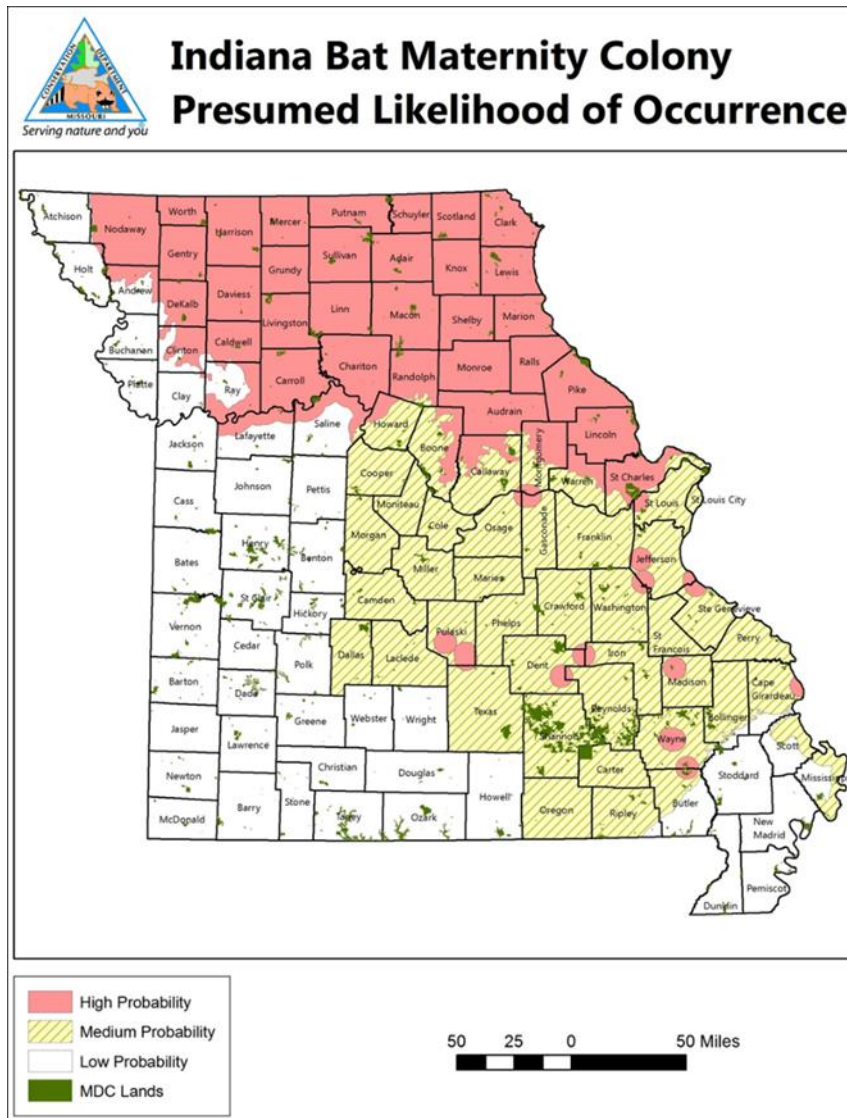 CONSERVATION DEPARTMENT
MISSOURI
Serving nature and you
Indiana Bat Maternity Colony
Presumed Likelihood of Occurrence
Atchison
Nodaway
Worth
Harrison
Mercer
Putnam
Schuyler
Scotland
Clark
Gentry
Sullivan
Adair
Knox
Lewis
Holt
Andrew
Grundy
DeKalb
Daviess
Linn
Macon
Shelby
Marion
Livingston
Buchanan
Clinton
Caldwell
Chariton
Randolph
Monroe
Ralls
Platte
Clay
Ray
Carroll
Pike
Audrain
Jackson
Lafayette
Saline
Howard
Boone
Callaway
Montgomery
Lincoln
Warren
St Charles
Cooper
St Louis
St Louis City
Cass
Johnson
Pettis
Moniteau
Cole
Osage
Gasconade
Franklin
Jefferson
Morgan
Miller
Maries
Bates
Henry
Benton
Camden
Crawford
Washington
Ste Genevieve
St Clair
Hickory
Phelps
St Francois
Perry
Vernon
Cedar
Polk
Dallas
Laclede
Pulaski
Dent
Iron
Madison
Cape Girardeau
Barton
Dade
Texas
Reynolds
Bollinger
Jasper
Greene
Webster
Wright
Shannon
Wayne
Scott
Lawrence
Christian
Douglas
Carter
Stoddard
Mississippi
Newton
Stone
Howell
Butler
McDonald
Barry
Taney
Ozark
Oregon
Ripley
New Madrid
Dunklin
Pemiscot
High Probability
Medium Probability
Low Probability
MDC Lands
50 25 0 50 Miles